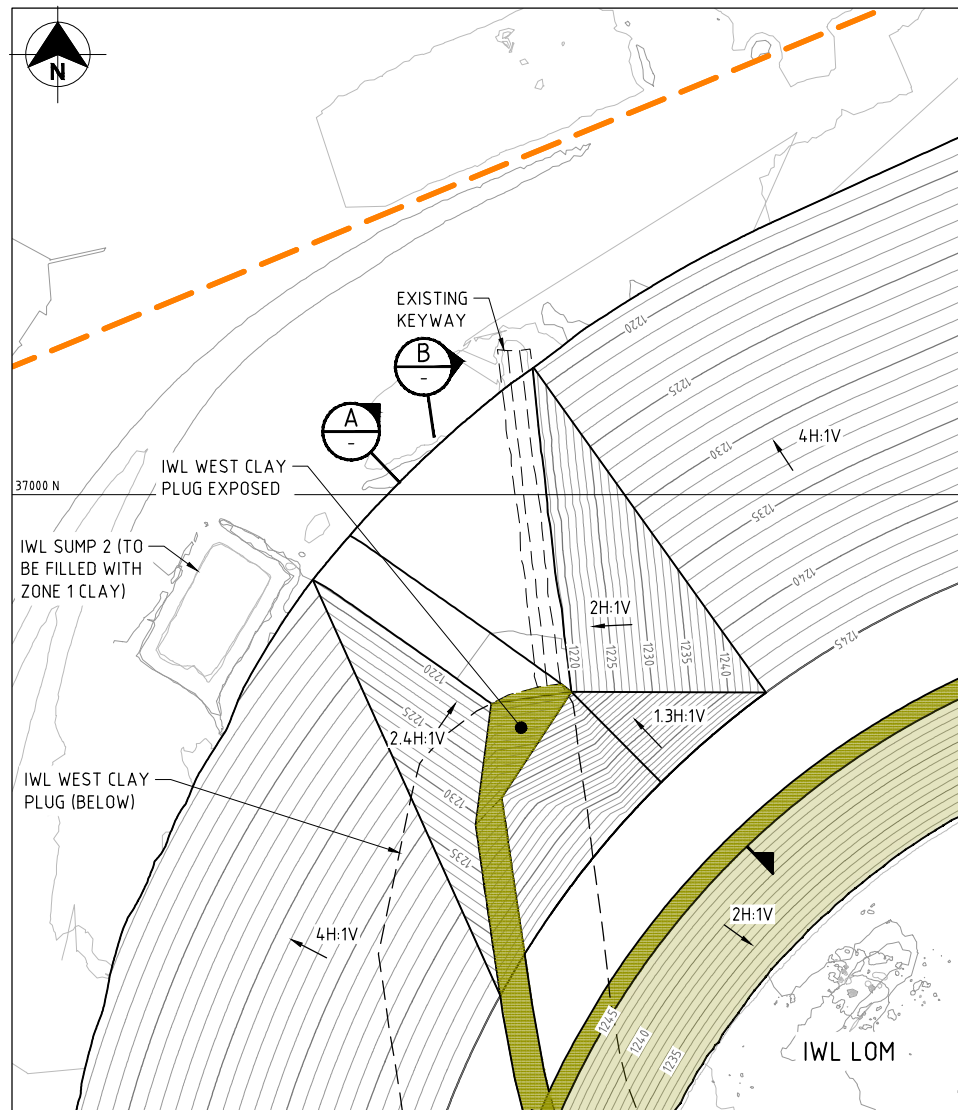 N
EXISTING
KEYWAY
1220
B
-
1225
A
-
4H:1V
1230
IWL WEST CLAY
PLUG EXPOSED
37000 N
1235
IWL SUMP 2 (TO
BE FILLED WITH
ZONE 1 CLAY)
1240
2H:1V
1245
1220
1225
1230
1235
1240
1220
1225
2.4H:1V
1.3H:1V
IWL WEST CLAY
PLUG (BELOW)
1230
1235
4H:1V
2H:1V
1245
1240
1235
IWL LOM